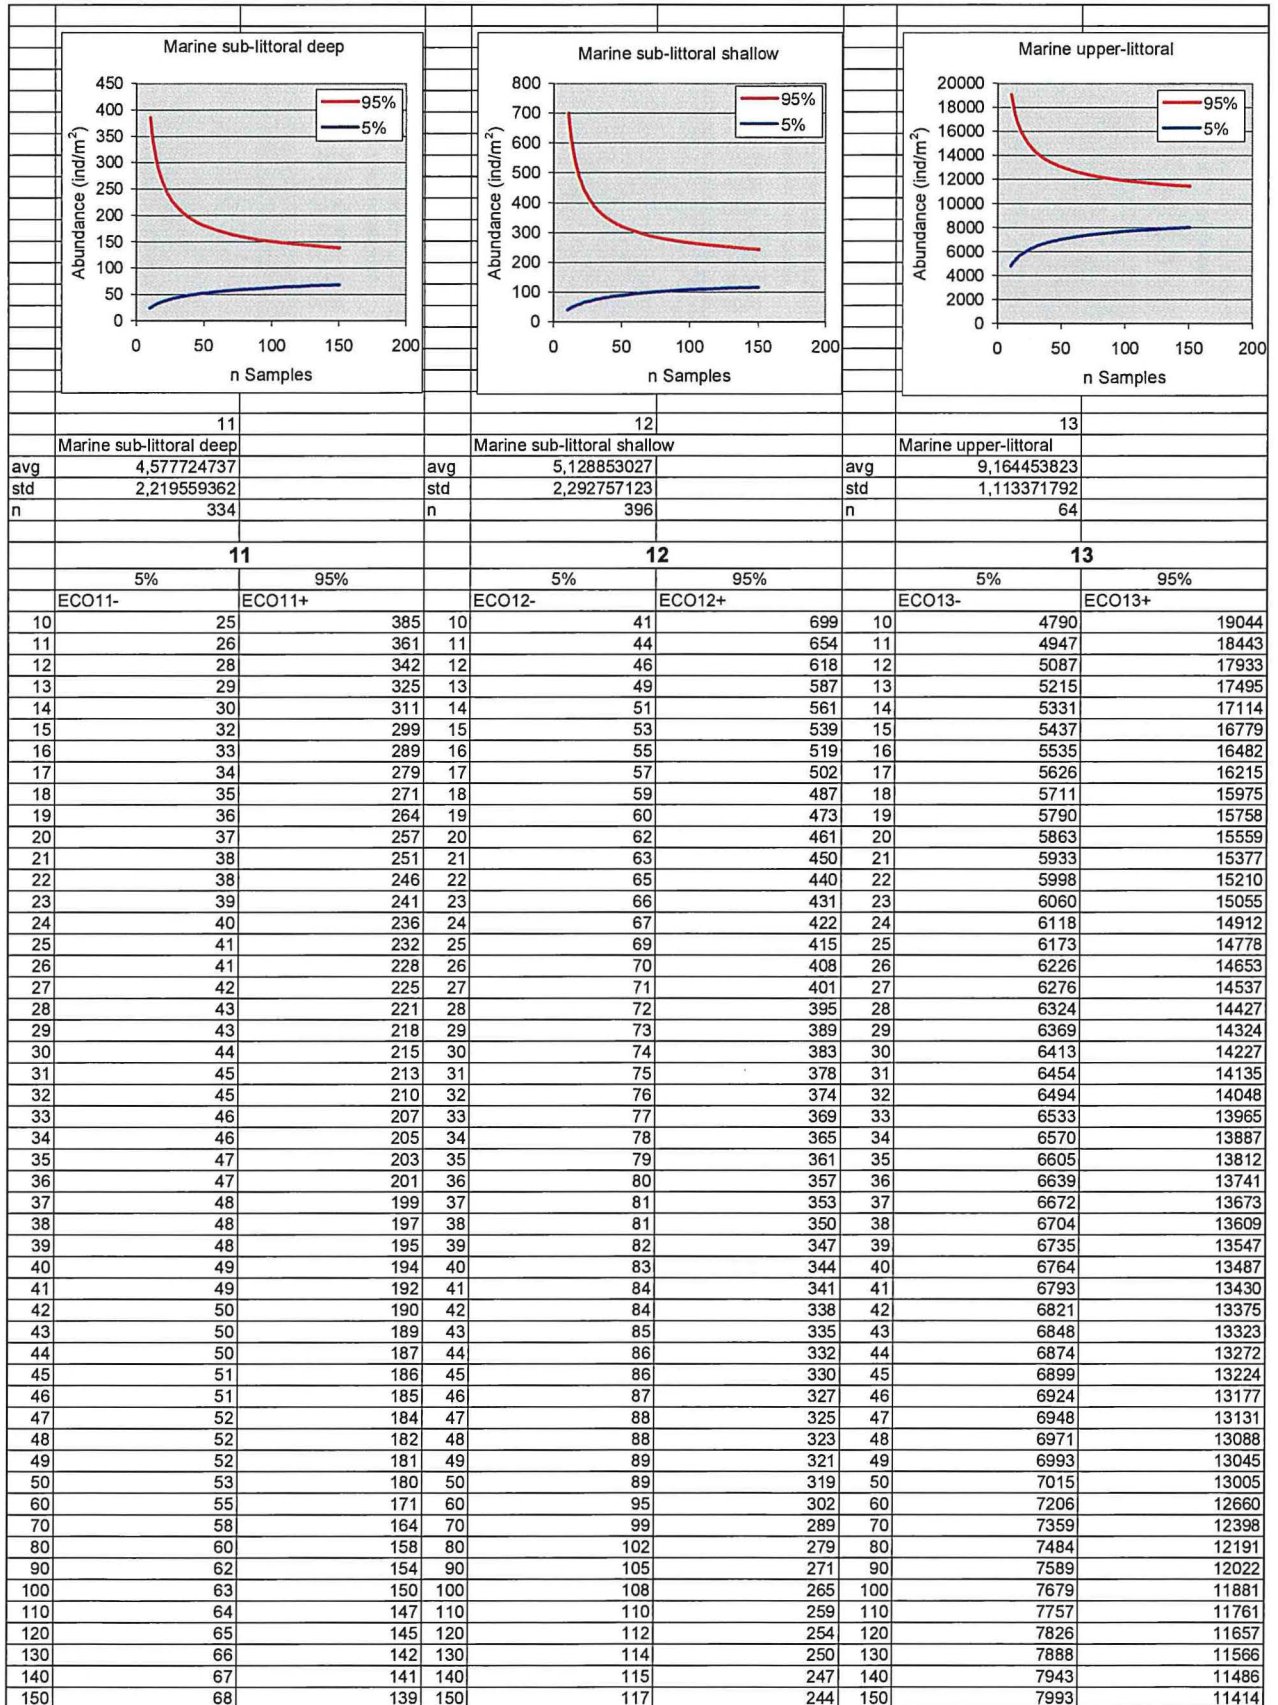 Marine sub-littoral deep
450
400
350
300
250
200
150
100
50
0
Abundance (ind/m²)
95%
5%
0 50 100 150 200
n Samples
Marine sub-littoral shallow
800
700
600
500
400
300
200
100
0
Abundance (ind/m²)
95%
5%
0 50 100 150 200
n Samples
Marine upper-littoral
20000
18000
16000
14000
12000
10000
8000
6000
4000
2000
0
Abundance (ind/m²)
95%
5%
0 50 100 150 200
n Samples
11 12 13
Marine sub-littoral deep Marine sub-littoral shallow Marine upper-littoral
avg 4,577724737 avg 5,128853027 avg 9,164453823
std 2,219559362 std 2,292757123 std 1,113371792
n 334 n 396 n 64
11 12 13
5% 95% 5% 95% 5% 95%
ECO11- ECO11+ ECO12- ECO12+ ECO13- ECO13+
10 25 385 10 41 699 10 4790 19044
11 26 361 11 44 654 11 4947 18443
12 28 342 12 46 618 12 5087 17933
13 29 325 13 49 587 13 5215 17495
14 30 311 14 51 561 14 5331 17114
15 32 299 15 53 539 15 5437 16779
16 33 289 16 55 519 16 5535 16482
17 34 279 17 57 502 17 5626 16215
18 35 271 18 59 487 18 5711 15975
19 36 264 19 60 473 19 5790 15758
20 37 257 20 62 461 20 5863 15559
21 38 251 21 63 450 21 5933 15377
22 38 246 22 65 440 22 5998 15210
23 39 241 23 66 431 23 6060 15055
24 40 236 24 67 422 24 6118 14912
25 41 232 25 69 415 25 6173 14778
26 41 228 26 70 408 26 6226 14653
27 42 225 27 71 401 27 6276 14537
28 43 221 28 72 395 28 6324 14427
29 43 218 29 73 389 29 6369 14324
30 44 215 30 74 383 30 6413 14227
31 45 213 31 75 378 31 6454 14135
32 45 210 32 76 374 32 6494 14048
33 46 207 33 77 369 33 6533 13965
34 46 205 34 78 365 34 6570 13887
35 47 203 35 79 361 35 6605 13812
36 47 201 36 80 357 36 6639 13741
37 48 199 37 81 353 37 6672 13673
38 48 197 38 81 350 38 6704 13609
39 48 195 39 82 347 39 6735 13547
40 49 194 40 83 344 40 6764 13487
41 49 192 41 84 341 41 6793 13430
42 50 190 42 84 338 42 6821 13375
43 50 189 43 85 335 43 6848 13323
44 50 187 44 86 332 44 6874 13272
45 51 186 45 86 330 45 6899 13224
46 51 185 46 87 327 46 6924 13177
47 52 184 47 88 325 47 6948 13131
48 52 182 48 88 323 48 6971 13088
49 52 181 49 89 321 49 6993 13045
50 53 180 50 89 319 50 7015 13005
60 55 171 60 95 302 60 7206 12660
70 58 164 70 99 289 70 7359 12398
80 60 158 80 102 279 80 7484 12191
90 62 154 90 105 271 90 7589 12022
100 63 150 100 108 265 100 7679 11881
110 64 147 110 110 259 110 7757 11761
120 65 145 120 112 254 120 7826 11657
130 66 142 130 114 250 130 7888 11566
140 67 141 140 115 247 140 7943 11486
150 68 139 150 117 244 150 7993 11414